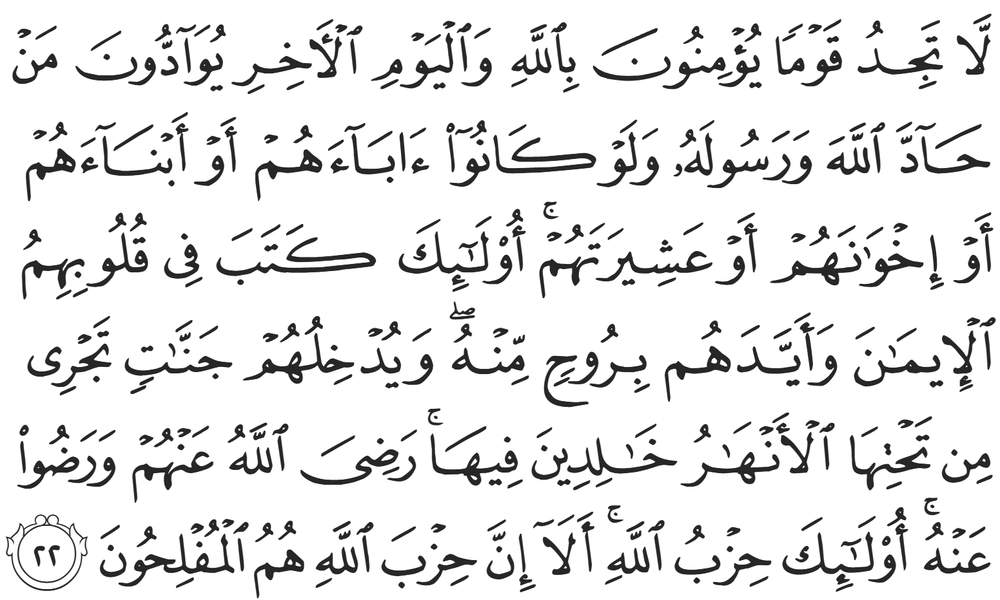 لَّا تَجِدُ قَوْمًا يُؤْمِنُونَ بِٱللَّهِ وَٱلْيَوْمِ ٱلْأَخِرِ يُوَآدُّونَ مَنْ
حَآدَّ ٱللَّهَ وَرَسُولَهُۥ وَلَوْ كَانُوٓا۟ ءَابَآءَهُمْ أَوْ أَبْنَآءَهُمْ
أَوْ إِخْوَٰنَهُمْ أَوْ عَشِيرَتَهُمْ ۚ أُو۟لَـٰٓئِكَ كَتَبَ فِى قُلُوبِهِمُ
ٱلْإِيمَـٰنَ وَأَيَّدَهُم بِرُوحٍ مِّنْهُ ۖ وَيُدْخِلُهُمْ جَنَّـٰتٍ تَجْرِى
مِن تَحْتِهَا ٱلْأَنْهَـٰرُ خَـٰلِدِينَ فِيهَا ۚ رَضِىَ ٱللَّهُ عَنْهُمْ وَرَضُوا۟
عَنْهُ ۚ أُو۟لَـٰٓئِكَ حِزْبُ ٱللَّهِ ۚ أَلَآ إِنَّ حِزْبَ ٱللَّهِ هُمُ ٱلْمُفْلِحُونَ ٢٢